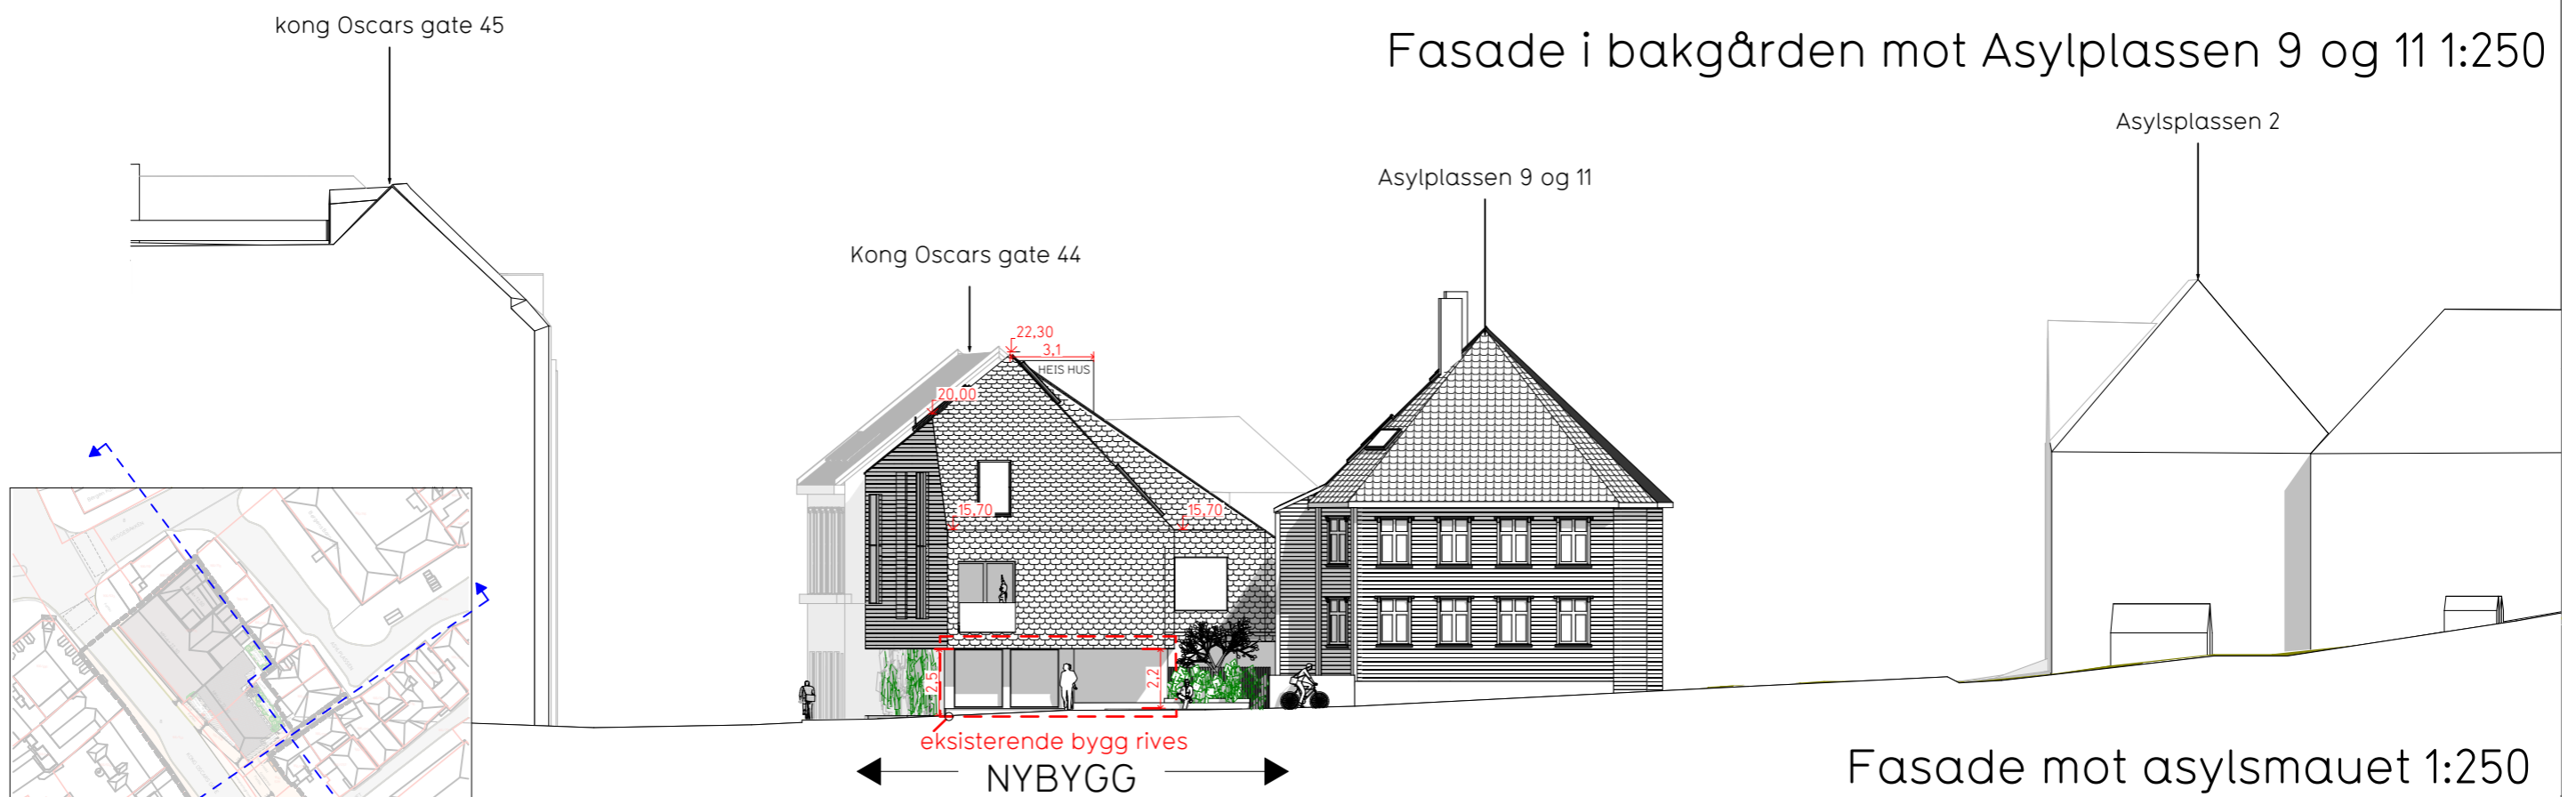 kong Oscars gate 45
Fasade i bakgården mot Asylplassen 9 og 11 1:250
Asylsplassen 2
Asylplassen 9 og 11
Kong Oscars gate 44
22,30
3,1
HEIS HUS
20,00
15,70
15,70
2,5
2,2
eksisterende bygg rives
NYBYGG
Fasade mot asylsmauet 1:250